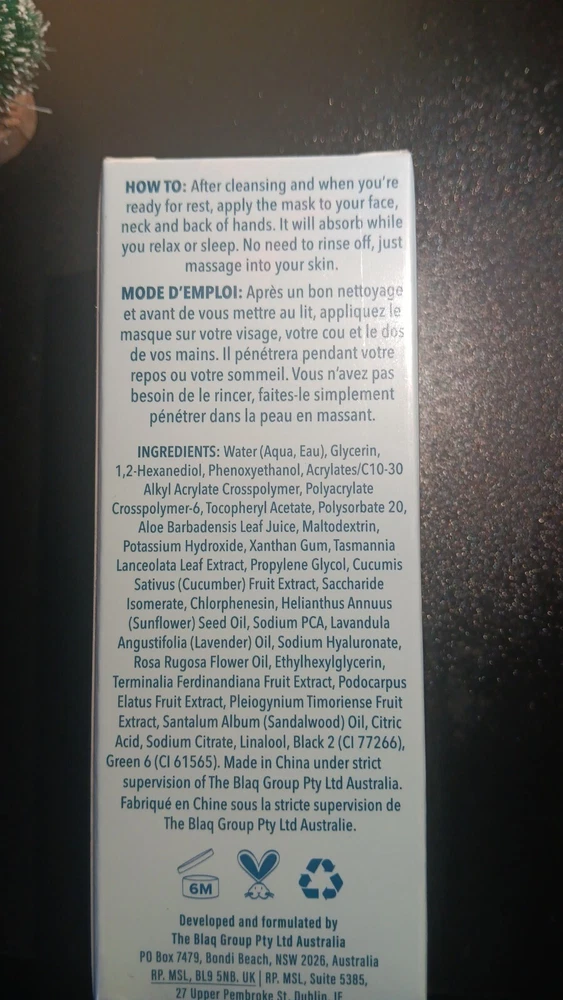 HOW TO: After cleansing and when you're
ready for rest, apply the mask to your face,
neck and back of hands. It will absorb while
you relax or sleep. No need to rinse off, just
massage into your skin.
MODE D'EMPLOI: Après un bon nettoyage
et avant de vous mettre au lit, appliquez le
masque sur votre visage, votre cou et le dos
de vos mains. Il pénétrera pendant votre
repos ou votre sommeil. Vous n'avez pas
besoin de le rincer, faites-le simplement
pénétrer dans la peau en massant.
INGREDIENTS: Water (Aqua, Eau), Glycerin,
1,2-Hexanediol, Phenoxyethanol, Acrylates/C10-30
Alkyl Acrylate Crosspolymer, Polyacrylate
Crosspolymer-6, Tocopheryl Acetate, Polysorbate 20,
Aloe Barbadensis Leaf Juice, Maltodextrin,
Potassium Hydroxide, Xanthan Gum, Tasmannia
Lanceolata Leaf Extract, Propylene Glycol, Cucumis
Sativus (Cucumber) Fruit Extract, Saccharide
Isomerate, Chlorphenesin, Helianthus Annuus
(Sunflower) Seed Oil, Sodium PCA, Lavandula
Angustifolia (Lavender) Oil, Sodium Hyaluronate,
Rosa Rugosa Flower Oil, Ethylhexylglycerin,
Terminalia Ferdinandiana Fruit Extract, Podocarpus
Elatus Fruit Extract, Pleiogynium Timoriense Fruit
Extract, Santalum Album (Sandalwood) Oil, Citric
Acid, Sodium Citrate, Linalool, Black 2 (CI 77266),
Green 6 (CI 61565). Made in China under strict
supervision of The Blaq Group Pty Ltd Australia.
Fabriqué en Chine sous la stricte supervision de
The Blaq Group Pty Ltd Australie.
6M
Developed and formulated by
The Blaq Group Pty Ltd Australia
PO Box 7479, Bondi Beach, NSW 2026, Australia
RP. MSL, BL9 5NB. UK | RP. MSL, Suite 5385,
27 Upper Pembroke St, Dublin, IE